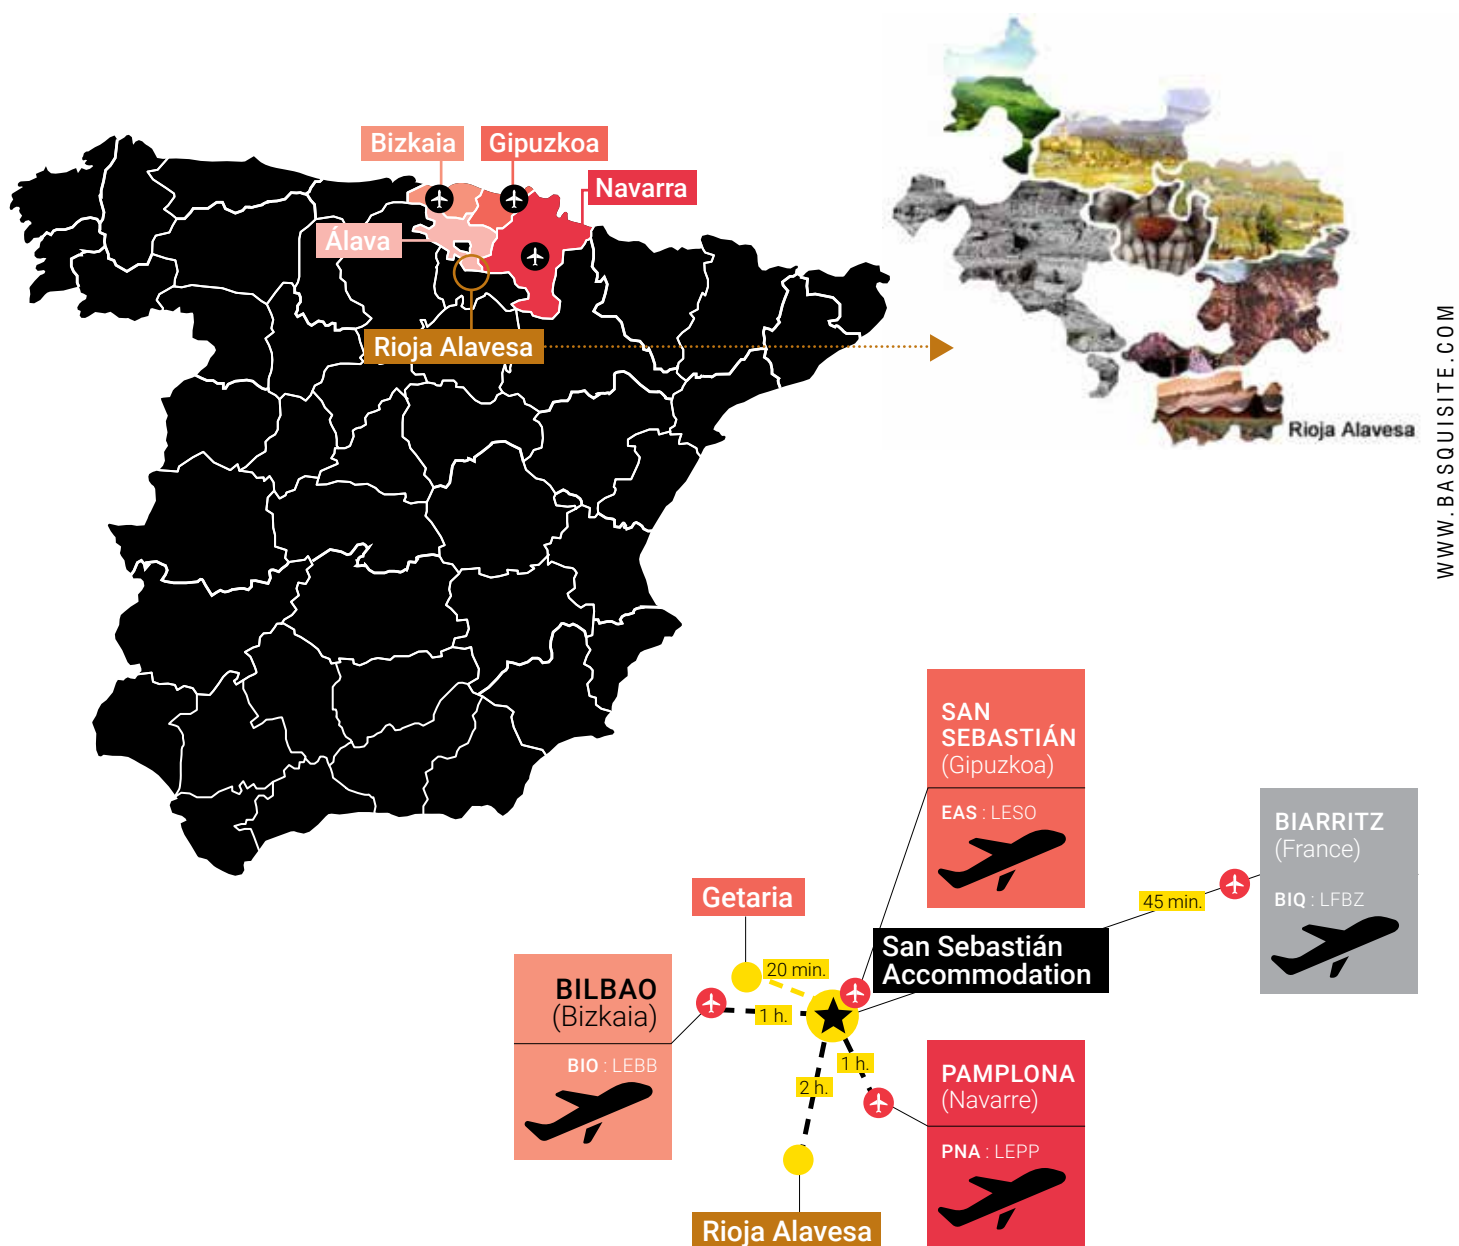 Bizkaia
Gipuzkoa
Navarra
Álava
Rioja Alavesa
Rioja Alavesa
WWW.BASQUISITE.COM
SAN
SEBASTIÁN
(Gipuzkoa)
EAS : LESO
BIARRITZ
(France)
BIQ : LFBZ
45 min.
Getaria
San Sebastián
Accommodation
20 min.
BILBAO
(Bizkaia)
1 h.
BIO : LEBB
1 h.
2 h.
PAMPLONA
(Navarre)
PNA : LEPP
Rioja Alavesa